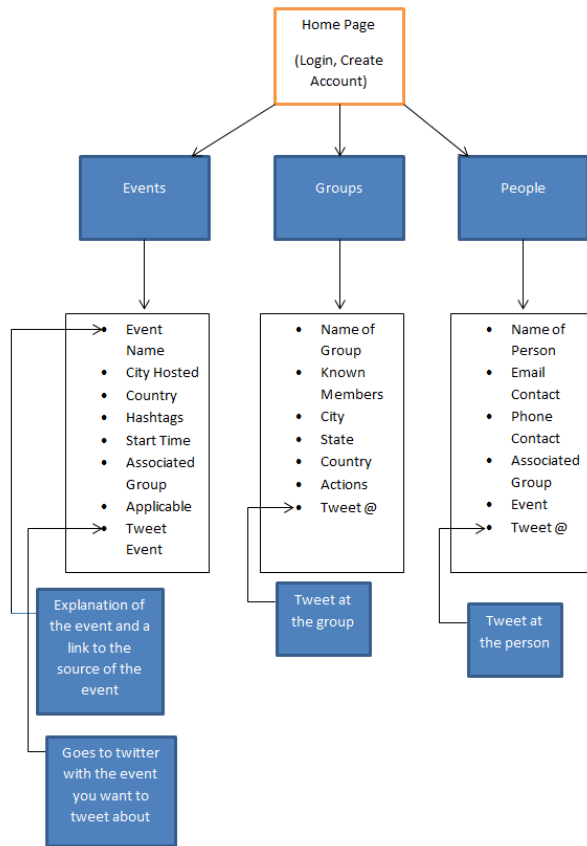 Home Page
(Login, Create
Account)
Events
Groups
People
• Event
Name
• City Hosted
• Country
• Hashtags
• Start Time
• Associated
Group
• Applicable
• Tweet
Event
• Name of
Group
• Known
Members
• City
• State
• Country
• Actions
• Tweet @
• Name of
Person
• Email
Contact
• Phone
Contact
• Associated
Group
• Event
• Tweet @
Explanation of
the event and a
link to the
source of the
event
Tweet at
the group
Tweet at
the person
Goes to twitter
with the event
you want to
tweet about